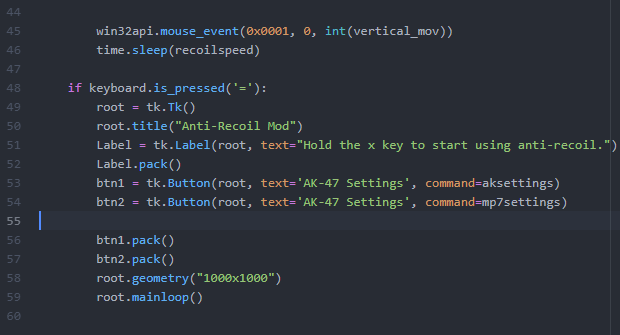 44
45 win32api.mouse_event(0x0001, 0, int(vertical_mov))
46 time.sleep(recoilspeed)
47
48 if keyboard.is_pressed('='):
49 root = tk.Tk()
50 root.title("Anti-Recoil Mod")
51 Label = tk.Label(root, text="Hold the x key to start using anti-recoil.")
52 Label.pack()
53 btn1 = tk.Button(root, text='AK-47 Settings', command=aksettings)
54 btn2 = tk.Button(root, text='AK-47 Settings', command=mp7settings)
55
56 btn1.pack()
57 btn2.pack()
58 root.geometry("1000x1000")
59 root.mainloop()
60